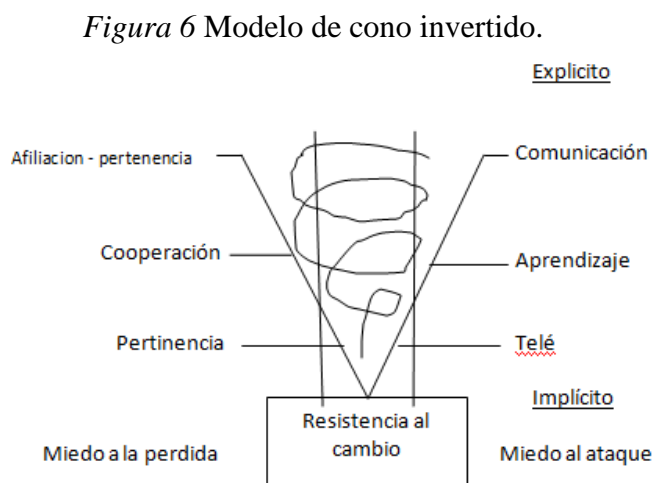 Figura 6 Modelo de cono invertido.
Explicito
Afiliacion - pertenencia
Comunicación
Cooperación
Aprendizaje
Pertinencia
Telé
Implícito
Resistencia al
cambio
Miedo a la perdida
Miedo al ataque